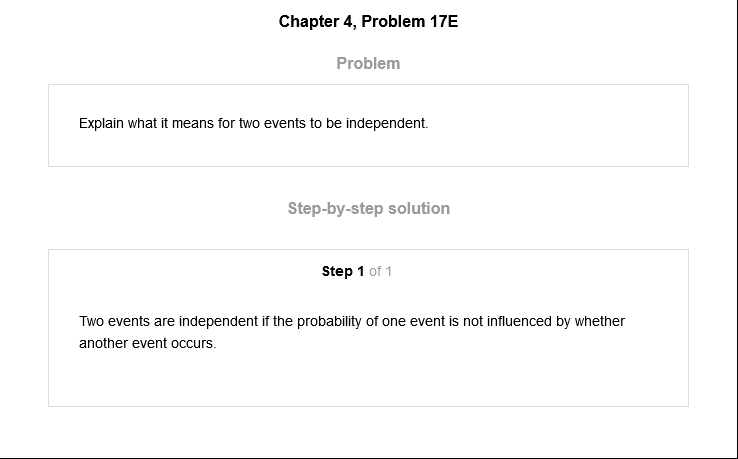 Chapter 4, Problem 17E
Problem
Explain what it means for two events to be independent.
Step-by-step solution
Step 1 of 1
Two events are independent if the probability of one event is not influenced by whether
another event occurs.